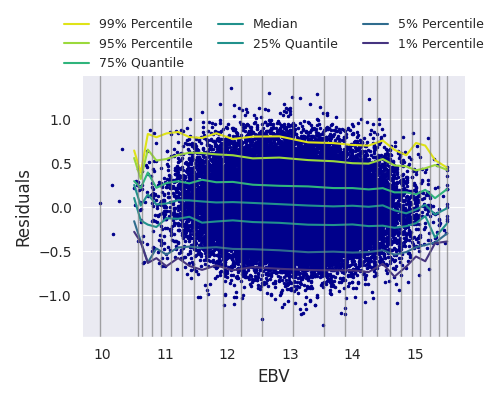 99% Percentile Median 5% Percentile
95% Percentile 25% Quantile 1% Percentile
75% Quantile
1.0
0.5
0.0
−0.5
−1.0
Residuals
10 11 12 13 14 15
EBV